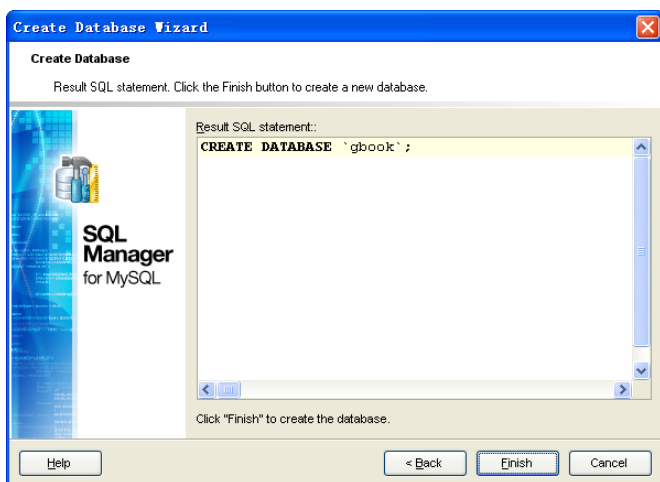 Create Database Wizard
Create Database
Result SQL statement. Click the Finish button to create a new database.
Result SQL statement::
CREATE DATABASE `gbook`;
SQL
Manager
for MySQL
Click "Finish" to create the database.
Help
< Back
Finish
Cancel